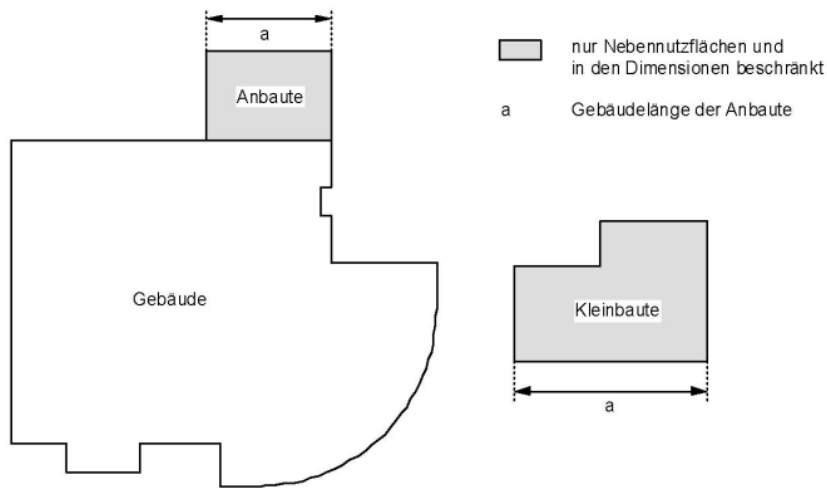 a
Anbaute
nur Nebennutzflächen und
in den Dimensionen beschränkt
a Gebäudelänge der Anbaute
Gebäude
Kleinbaute
a